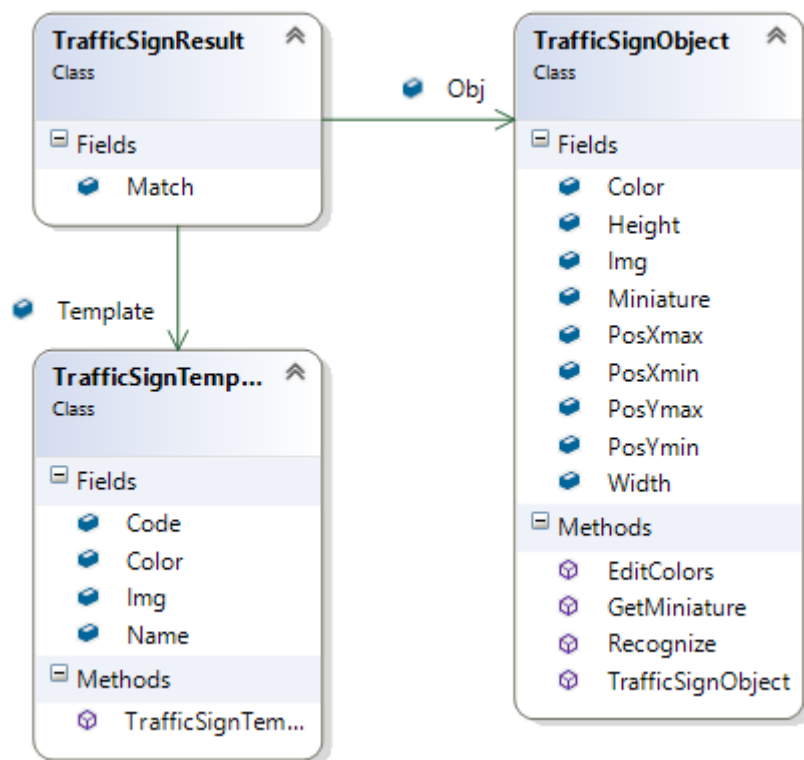 TrafficSignResult
Class
Fields
Match
Obj
Template
TrafficSignTemp...
Class
Fields
Code
Color
Img
Name
Methods
TrafficSignTem...
TrafficSignObject
Class
Fields
Color
Height
Img
Miniature
PosXmax
PosXmin
PosYmax
PosYmin
Width
Methods
EditColors
GetMiniature
Recognize
TrafficSignObject